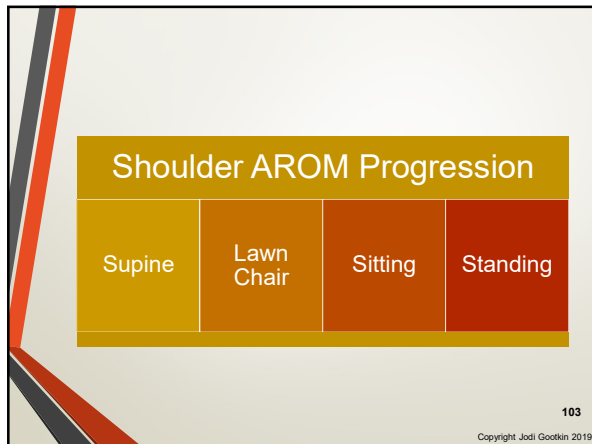 Shoulder AROM Progression
Supine
Lawn
Chair
Sitting
Standing
103
Copyright Jodi Gootkin 2019